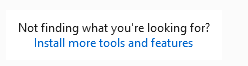 Not finding what you're looking for?
Install more tools and features